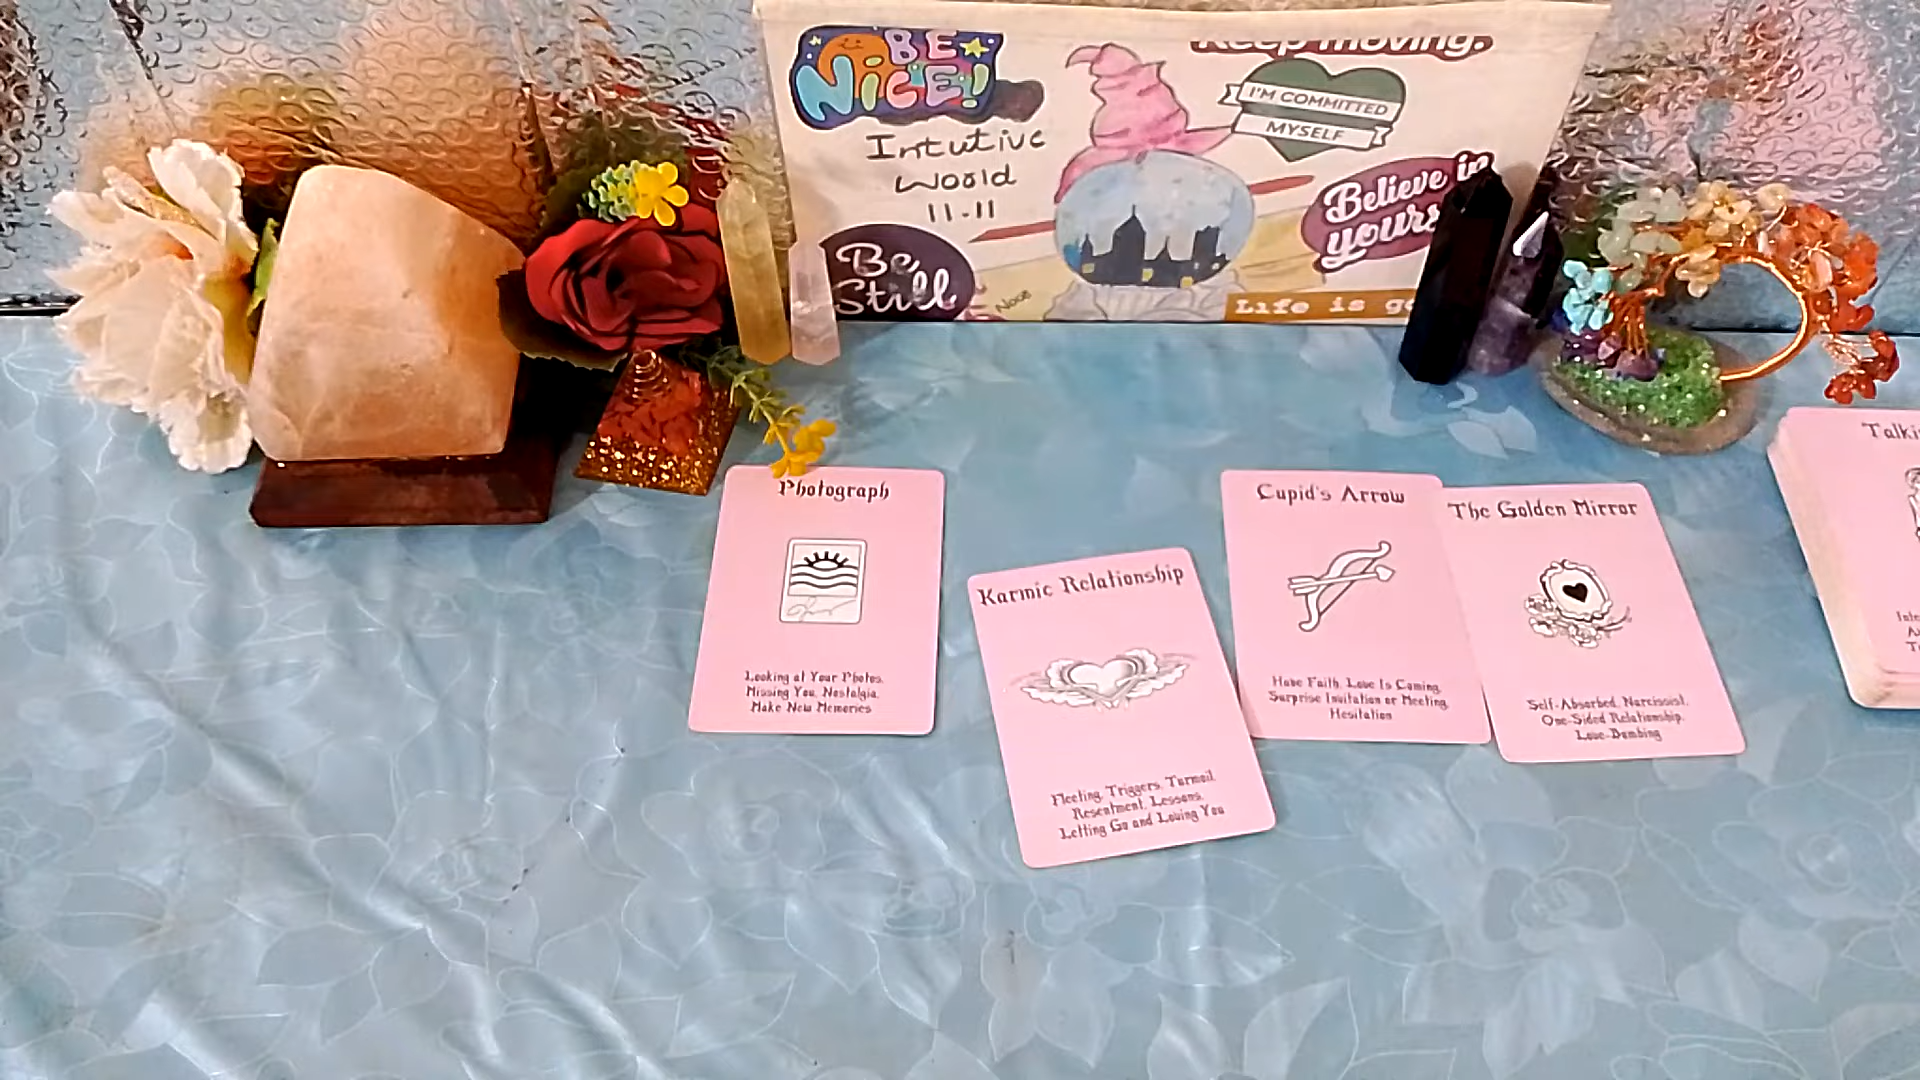 BE
NiCE!
Keep moving.
I'M COMMITTED
MYSELF
Intutive
World
11-11
Believe in
yours
Be
Still
Life is go
Talki
Photograph
Looking at Your Photos,
Missing You, Nostalgia,
Make New Memories
Karmic Relationship
Fleeting, Triggers, Turmoil,
Resentment, Lessons,
Letting Go and Loving You
Cupid's Arrow
Have Faith, Love Is Coming,
Surprise Invitation or Meeting,
Hesitation
The Golden Mirror
Self-Absorbed, Narcissist,
One-Sided Relationship,
Love-Bombing